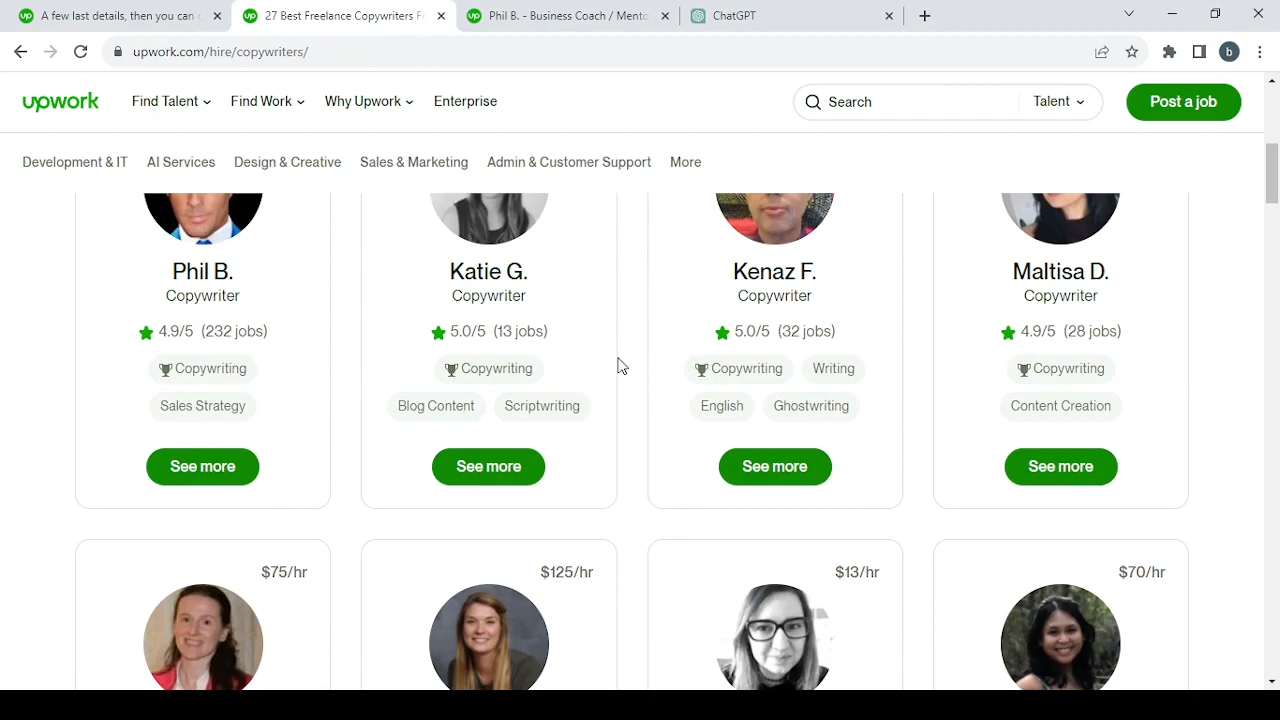 A few last details, then you can
27 Best Freelance Copywriters Fo
Phil B. - Business Coach / Mento
ChatGPT
upwork.com/hire/copywriters/
b
upwork
Find Talent
Find Work
Why Upwork
Enterprise
Search
Talent
Post a job
Development & IT
AI Services
Design & Creative
Sales & Marketing
Admin & Customer Support
More
Phil B.
Copywriter
4.9/5 (232 jobs)
Copywriting
Sales Strategy
See more
Katie G.
Copywriter
5.0/5 (13 jobs)
Copywriting
Blog Content
Scriptwriting
See more
Kenaz F.
Copywriter
5.0/5 (32 jobs)
Copywriting
Writing
English
Ghostwriting
See more
Maltisa D.
Copywriter
4.9/5 (28 jobs)
Copywriting
Content Creation
See more
$75/hr
$125/hr
$13/hr
$70/hr